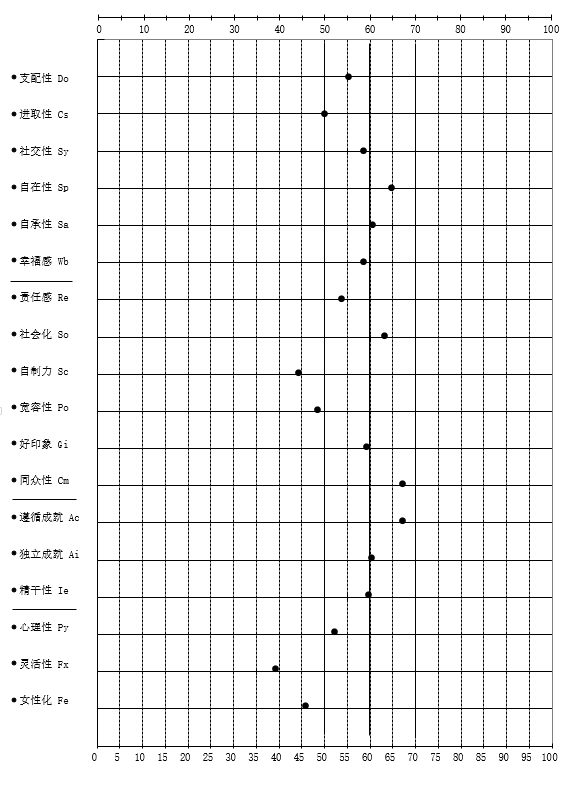 0 10 20 30 40 50 60 70 80 90 100
支配性 Do
进取性 Cs
社交性 Sy
自在性 Sp
自承性 Sa
幸福感 Wb
责任感 Re
社会化 So
自制力 Sc
宽容性 Po
好印象 Gi
同众性 Cm
遵循成就 Ac
独立成就 Ai
精干性 Ie
心理性 Py
灵活性 Fx
女性化 Fe
0 5 10 15 20 25 30 35 40 45 50 55 60 65 70 75 80 85 90 95 100